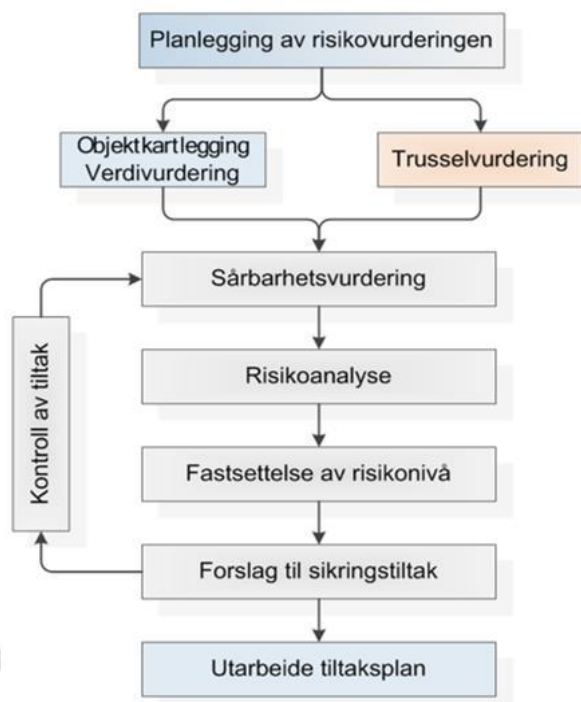 Planlegging av risikovurderingen
Objektkartlegging
Verdivurdering
Trusselvurdering
Sårbarhetsvurdering
Risikoanalyse
Fastsettelse av risikonivå
Forslag til sikringstiltak
Kontroll av tiltak
Utarbeide tiltaksplan